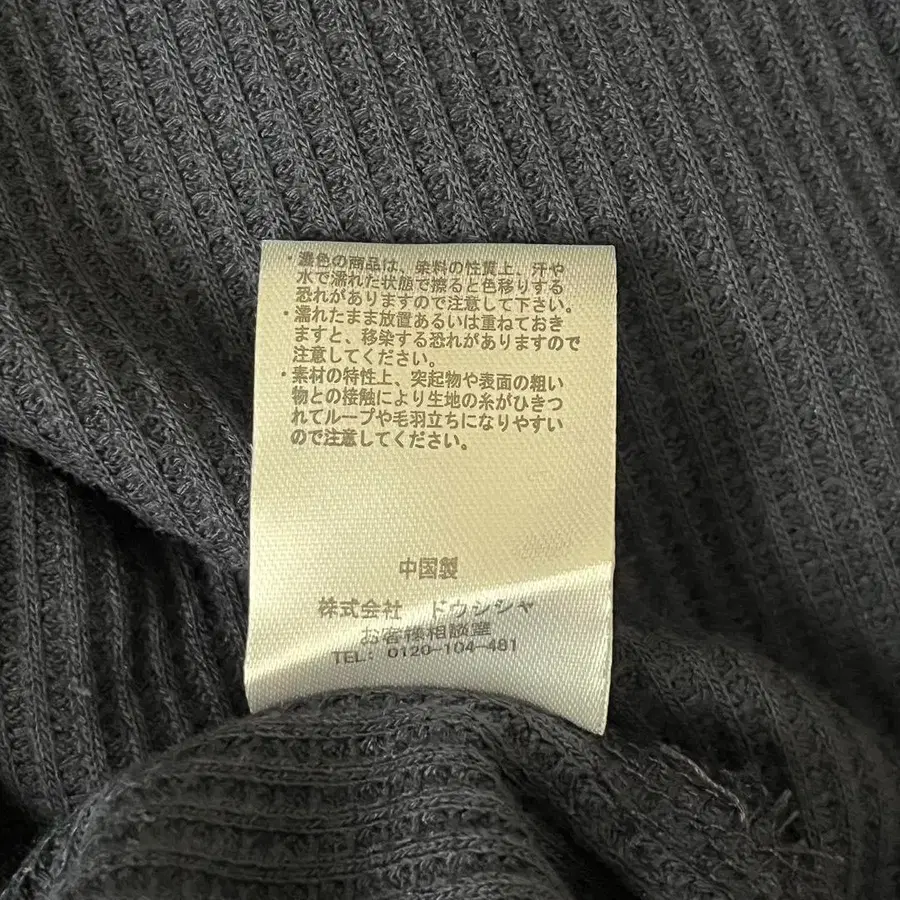 ・濃色の商品は、染料の性質上、汗や
水で濡れた状態で擦ると色移りする
恐れがありますので注意して下さい。
・濡れたまま放置あるいは重ねておき
ますと、移染する恐れがありますので
注意してください。
・素材の特性上、突起物や表面の粗い
物との接触により生地の糸がひきつ
れてループや毛羽立ちになりやすい
ので注意してください。
中国製
株式会社 ドウシシャ
お客様相談室
TEL: 0120-104-481